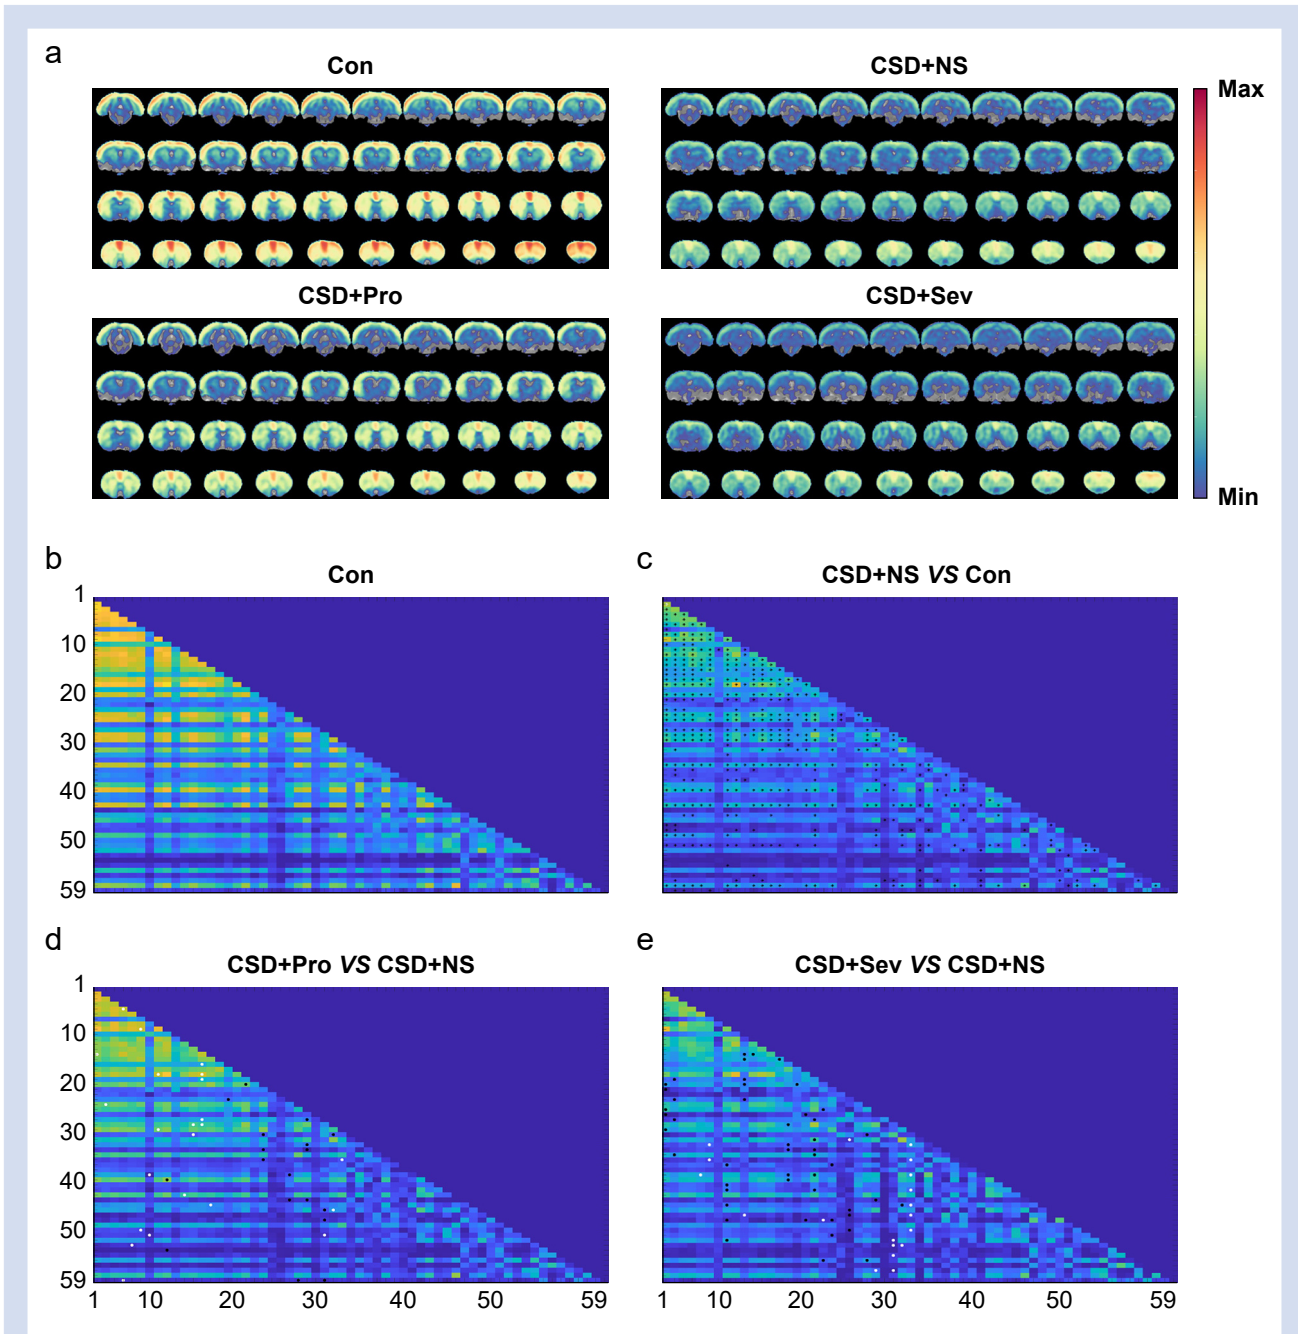 a
Con
CSD+NS
Max
CSD+Pro
CSD+Sev
Min
b
Con
c
CSD+NS VS Con
1
10
20
30
40
50
59
d
CSD+Pro VS CSD+NS
e
CSD+Sev VS CSD+NS
1
10
20
30
40
50
59
1 10 20 30 40 50 59
1 10 20 30 40 50 59